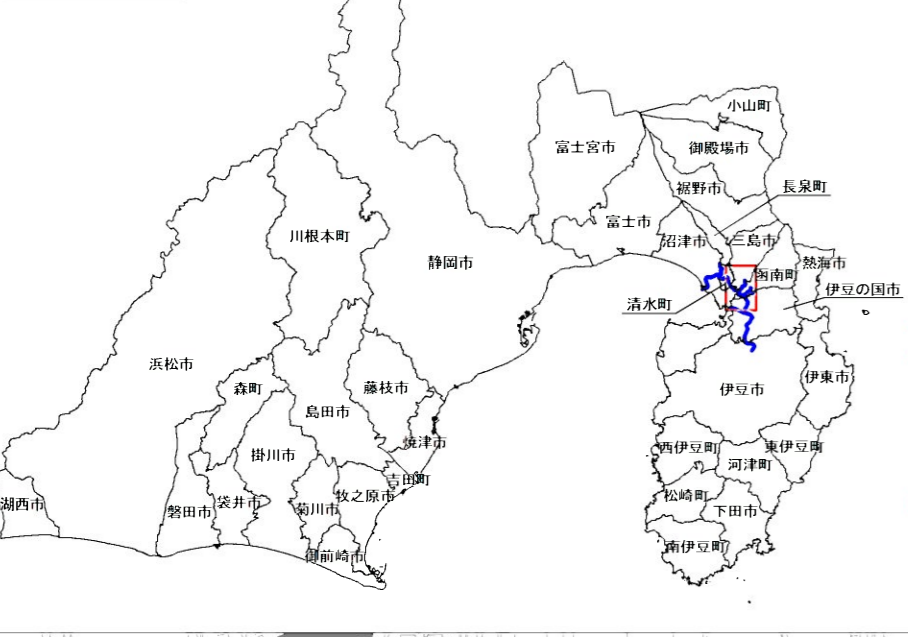 小山町
富士宮市
御殿場市
裾野市
長泉町
富士市
川根本町
沼津市
三島市
静岡市
熱海市
函南町
伊豆の国市
清水町
浜松市
森町
藤枝市
伊豆市
伊東市
島田市
焼津市
掛川市
西伊豆町
東伊豆町
河津町
吉田町
湖西市
磐田市
袋井市
菊川市
牧之原市
松崎町
下田市
御前崎市
南伊豆町